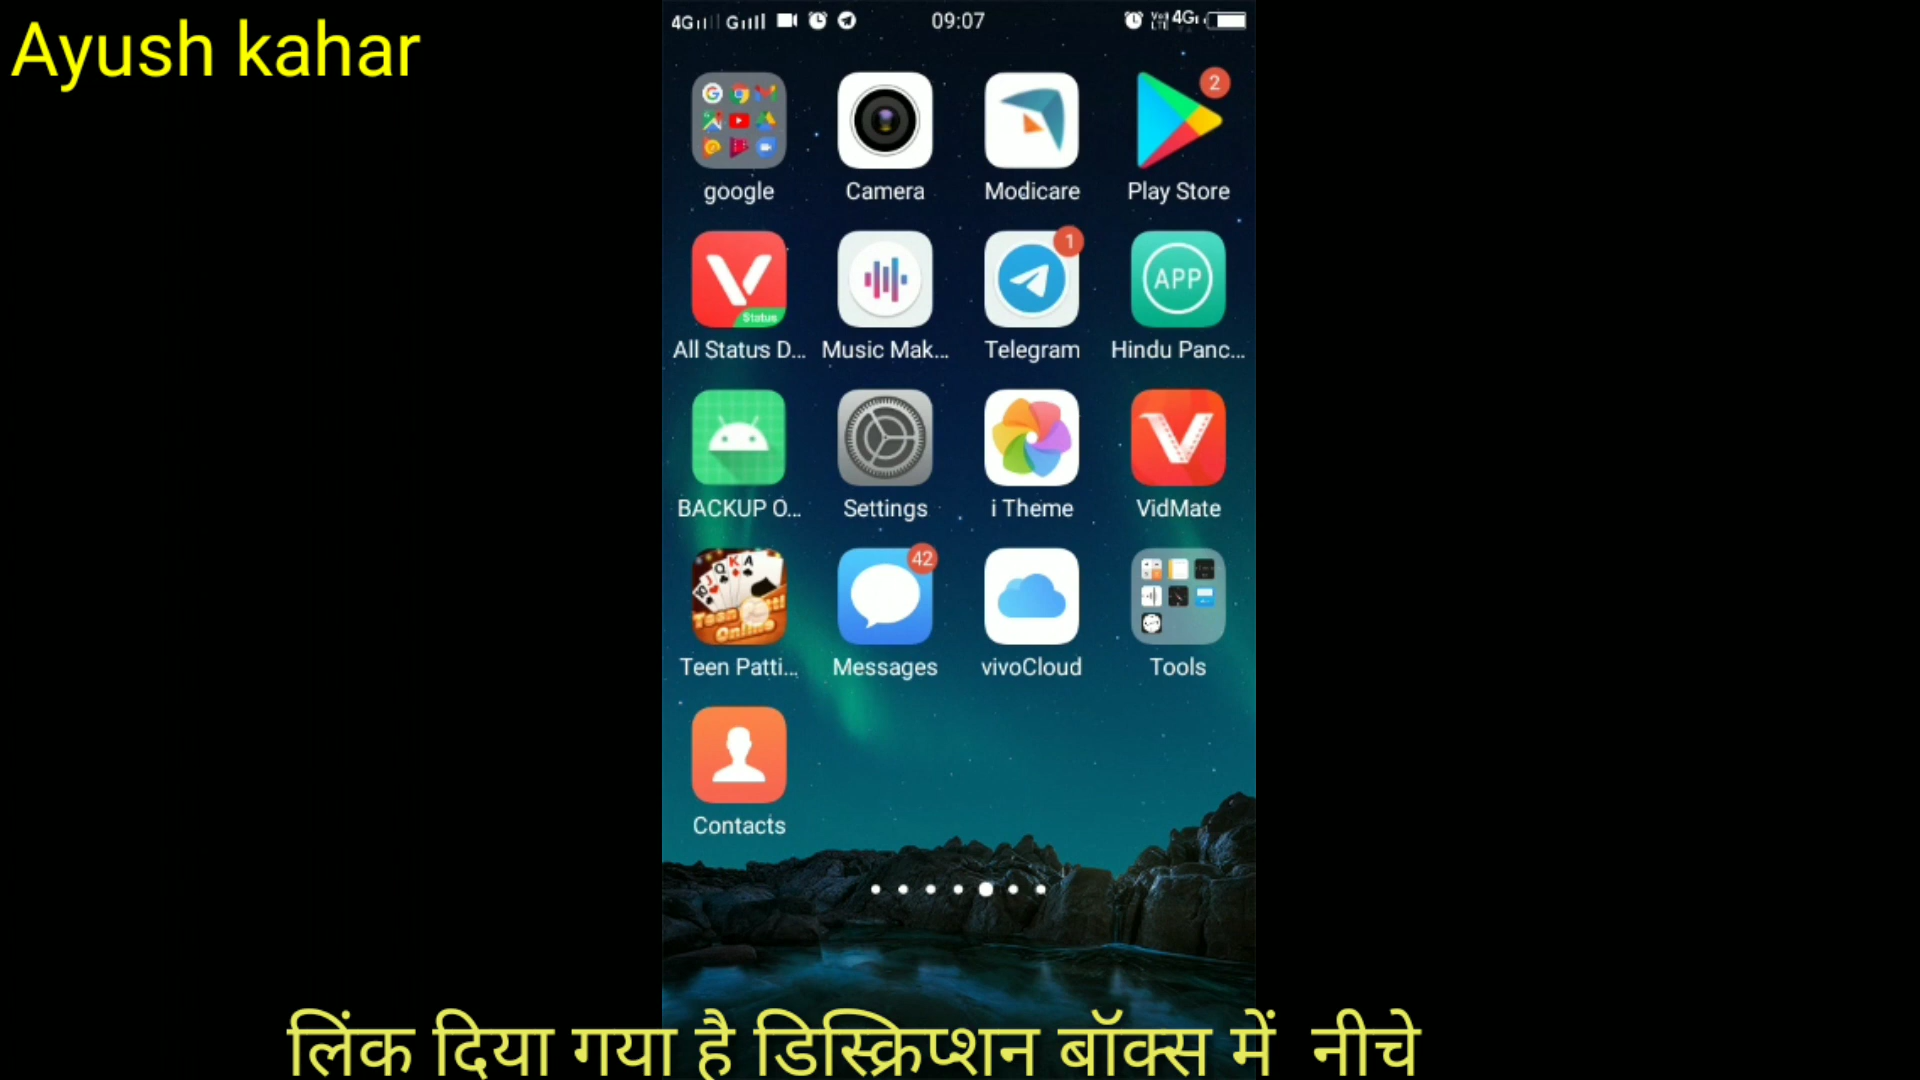 Ayush kahar
4G G 09:07 4G
2
google Camera Modicare Play Store
Status 1 APP
All Status D... Music Mak... Telegram Hindu Panc...
BACKUP O... Settings i Theme VidMate
42
Teen Patti... Messages vivoCloud Tools
Contacts
लिंक दिया गया है डिस्क्रिप्शन बॉक्स में नीचे